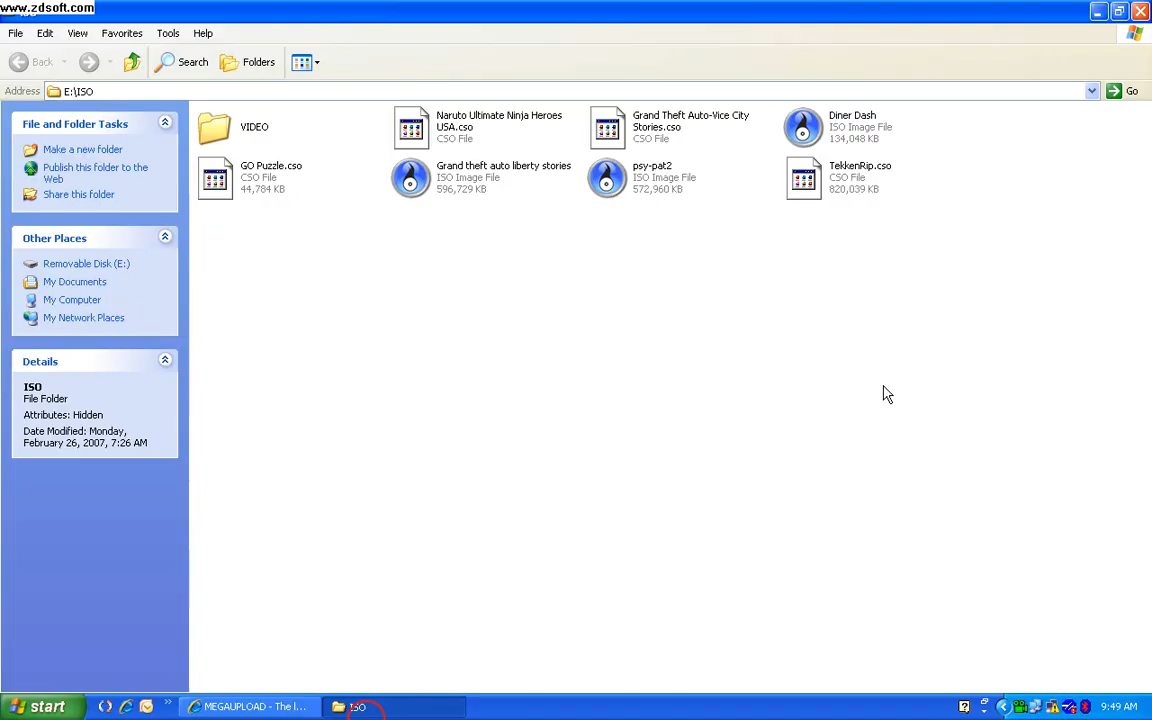 www.zdsoft.com
File Edit View Favorites Tools Help
Back Search Folders
Address E:\ISO Go
File and Folder Tasks
Make a new folder
Publish this folder to the
Web
Share this folder
Other Places
Removable Disk (E:)
My Documents
My Computer
My Network Places
Details
ISO
File Folder
Attributes: Hidden
Date Modified: Monday,
February 26, 2007, 7:26 AM
VIDEO
Naruto Ultimate Ninja Heroes
USA.cso
CSO File
Grand Theft Auto-Vice City
Stories.cso
CSO File
Diner Dash
ISO Image File
134,048 KB
GO Puzzle.cso
CSO File
44,784 KB
Grand theft auto liberty stories
ISO Image File
596,729 KB
psy-pat2
ISO Image File
572,960 KB
TekkenRip.cso
CSO File
820,039 KB
start MEGAUPLOAD - The l... ISO 9:49 AM